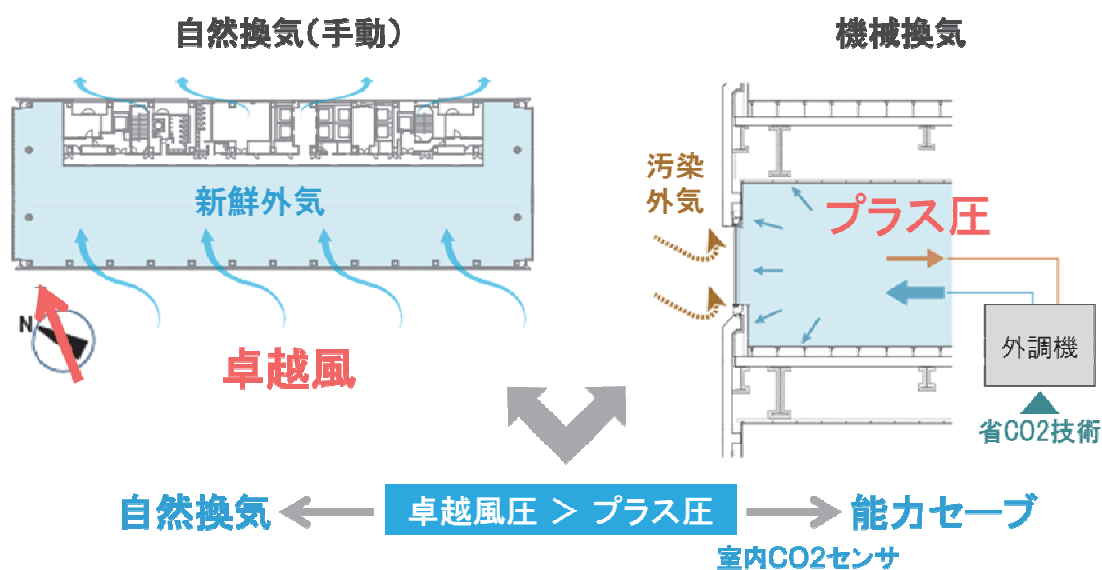 自然換気(手動)
機械換気
新鮮外気
汚染
外気
プラス圧
N
卓越風
外調機
省CO2技術
自然換気
卓越風圧 > プラス圧
能力セーブ
室内CO2センサ